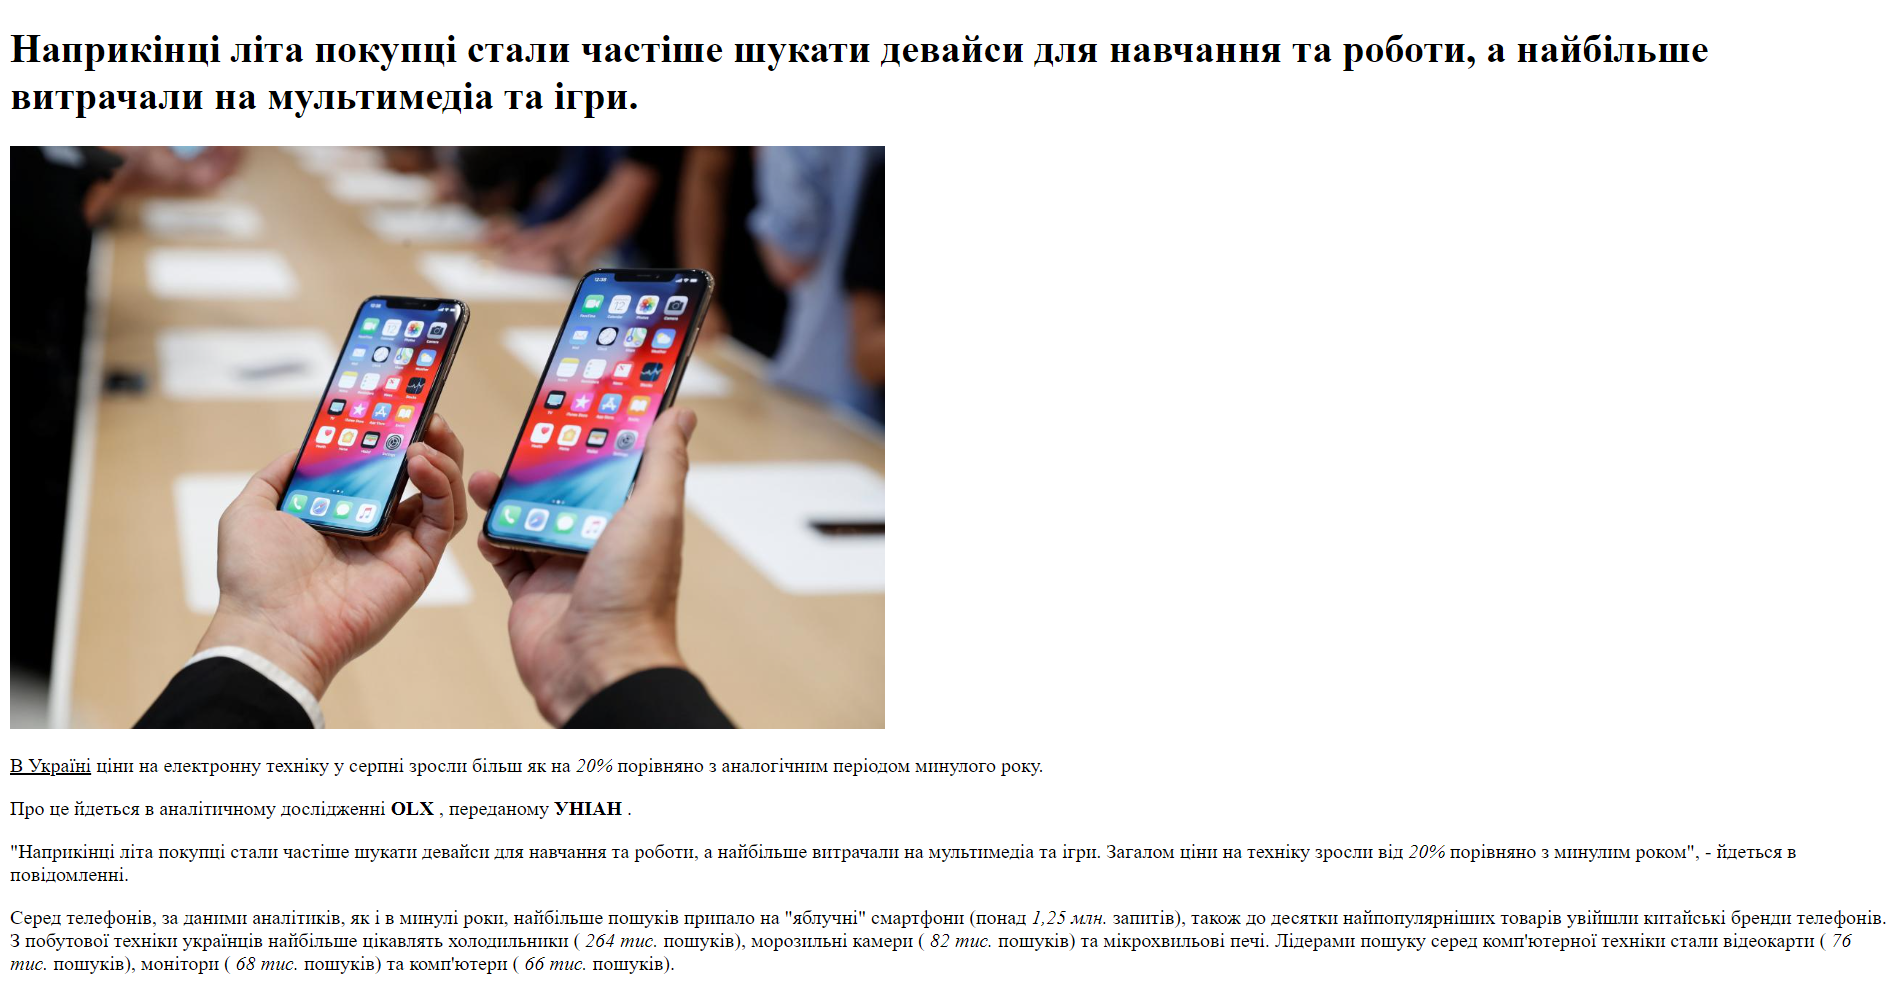 Наприкінці літа покупці стали частіше шукати девайси для навчання та роботи, а найбільше
витрачали на мультимедіа та ігри.
В Україні ціни на електронну техніку у серпні зросли більш як на 20% порівняно з аналогічним періодом минулого року.
Про це йдеться в аналітичному дослідженні OLX , переданому УНІАН .
"Наприкінці літа покупці стали частіше шукати девайси для навчання та роботи, а найбільше витрачали на мультимедіа та ігри. Загалом ціни на техніку зросли від 20% порівняно з минулим роком", - йдеться в
повідомленні.
Серед телефонів, за даними аналітиків, як і в минулі роки, найбільше пошуків припало на "яблучні" смартфони (понад 1,25 млн. запитів), також до десятки найпопулярніших товарів увійшли китайські бренди телефонів.
З побутової техніки українців найбільше цікавлять холодильники ( 264 тис. пошуків), морозильні камери ( 82 тис. пошуків) та мікрохвильові печі. Лідерами пошуку серед комп'ютерної техніки стали відеокарти ( 76
тис. пошуків), монітори ( 68 тис. пошуків) та комп'ютери ( 66 тис. пошуків).